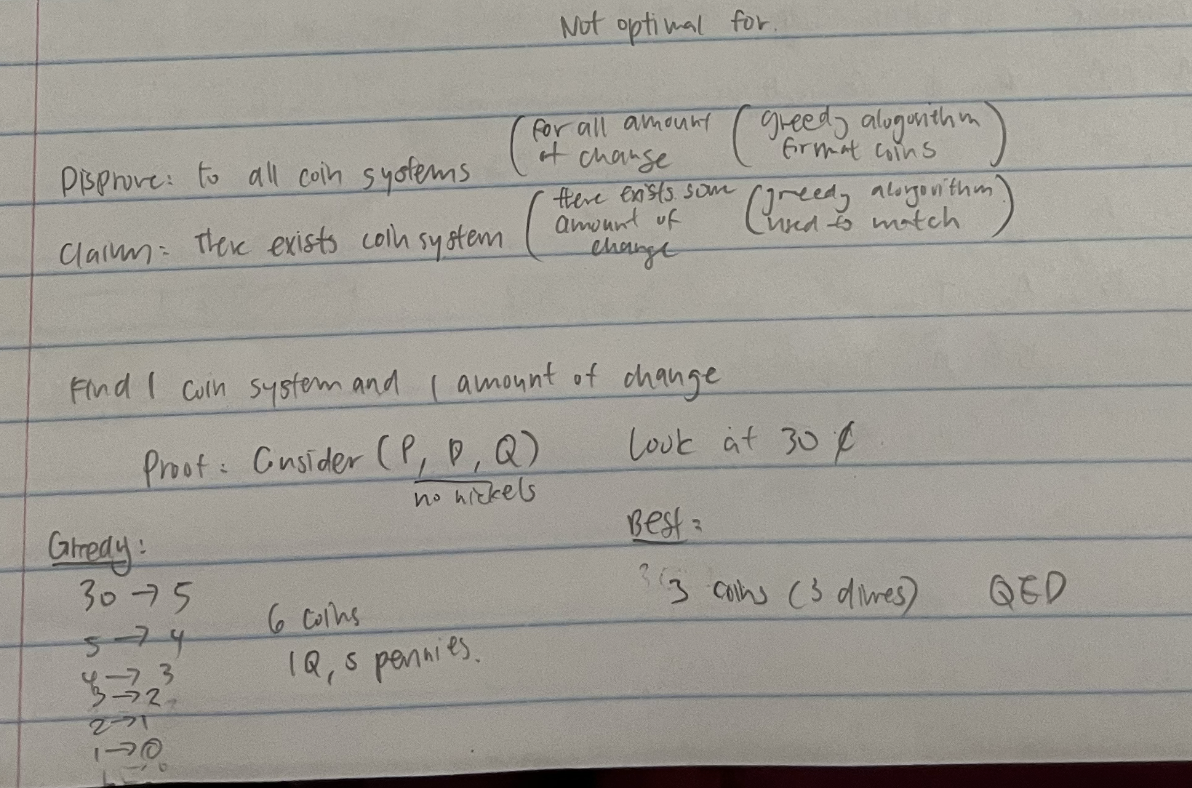 Not optimal for.
Disprove: to all coin systems (for all amount of change (greedy alogorithm format coins)
Claium: there exists coin system (there exists some amount of change (greedy alorgorithm used to match)
Find 1 coin system and 1 amount of change
Proof: Cnsider (P, D, Q) look at 30 ¢
no nickels
Greedy:
30 → 5
5 → 4
4 → 3
3 → 2
2 → 1
1 → 0
6 coins
1Q, 5 pennies.
Best:
3 coins (3 dimes) QED